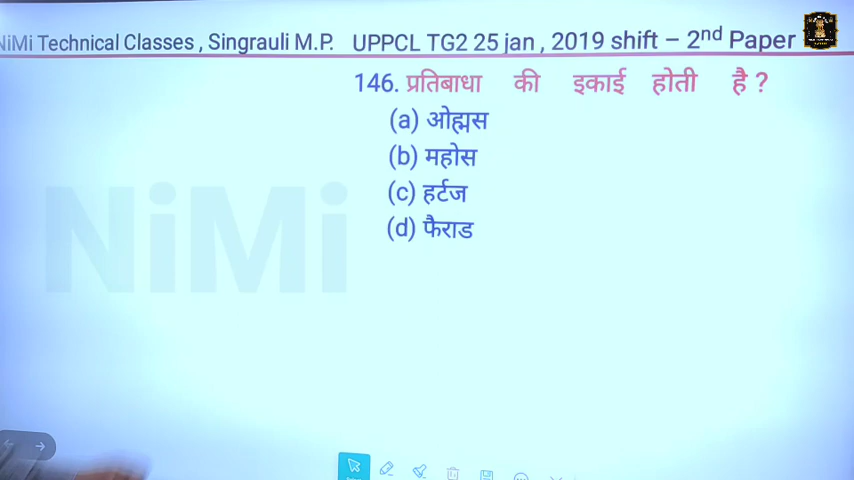 NiMi Technical Classes , Singrauli M.P. UPPCL TG2 25 jan , 2019 shift – 2nd Paper
146. प्रतिबाधा की इकाई होती है ?
(a) ओह्मस
(b) महोस
(c) हर्टज
(d) फैराड
NiMi